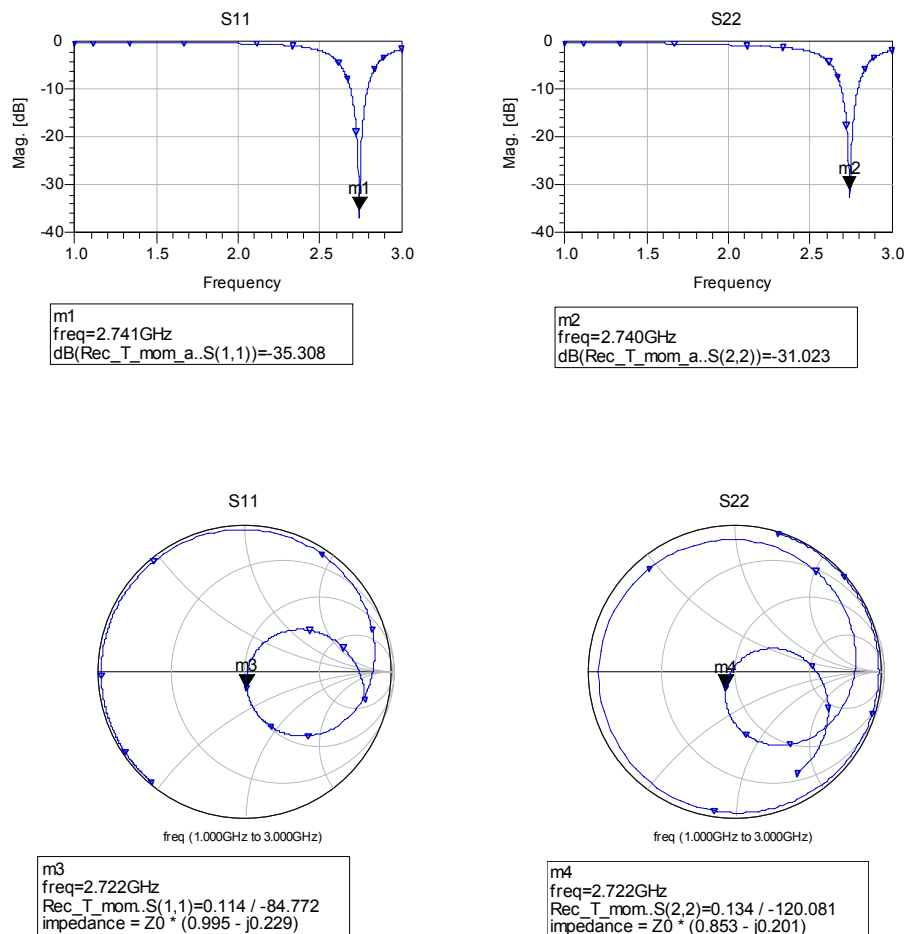 S11
S22
0
-10
-20
-30
-40
Mag. [dB]
m1
1.0
1.5
2.0
2.5
3.0
Frequency
0
-10
-20
-30
-40
Mag. [dB]
m2
1.0
1.5
2.0
2.5
3.0
Frequency
m1
freq=2.741GHz
dB(Rec_T_mom_a..S(1,1))=-35.308
m2
freq=2.740GHz
dB(Rec_T_mom_a..S(2,2))=-31.023
S11
S22
m3
m4
freq (1.000GHz to 3.000GHz)
freq (1.000GHz to 3.000GHz)
m3
freq=2.722GHz
Rec_T_mom..S(1,1)=0.114 / -84.772
impedance = Z0 * (0.995 - j0.229)
m4
freq=2.722GHz
Rec_T_mom..S(2,2)=0.134 / -120.081
impedance = Z0 * (0.853 - j0.201)